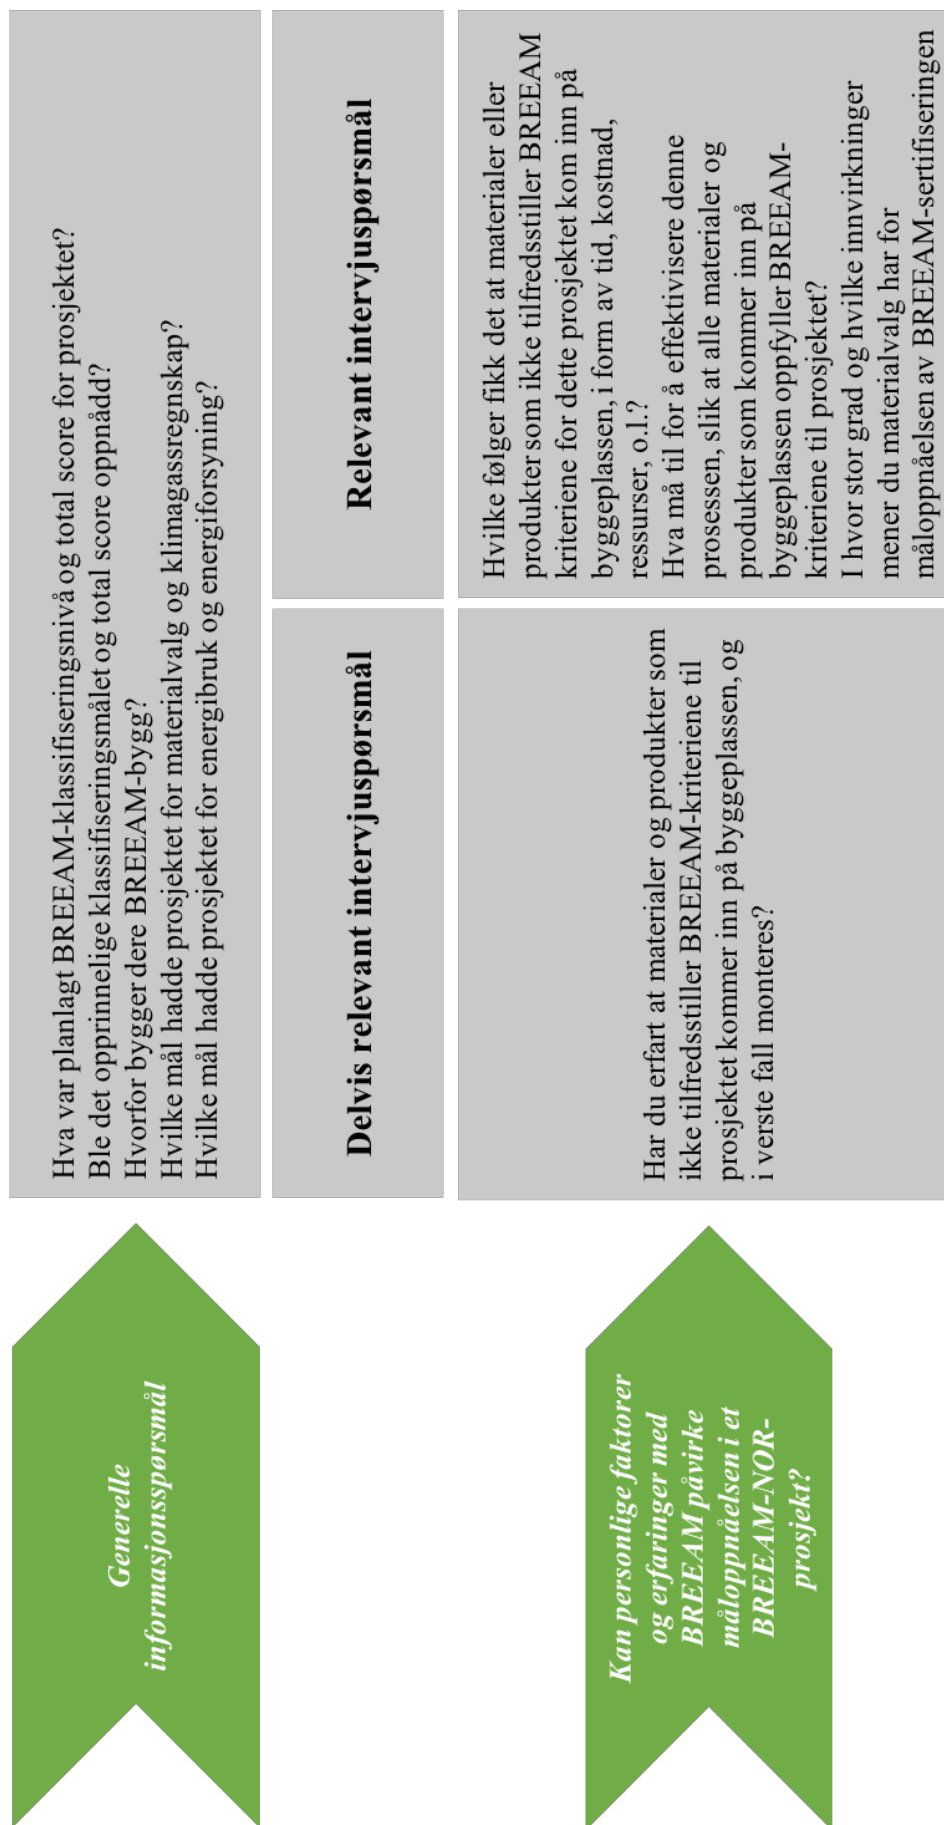 Generelle
informasjonsspørsmål
Hva var planlagt BREEAM-klassifiseringsnivå og total score for prosjektet?
Ble det opprinnelige klassifiseringsmålet og total score oppnådd?
Hvorfor bygger dere BREEAM-bygg?
Hvilke mål hadde prosjektet for materialvalg og klimagassregnskap?
Hvilke mål hadde prosjektet for energibruk og energiforsyning?
Delvis relevant intervjuspørsmål
Relevant intervjuspørsmål
Kan personlige faktorer
og erfaringer med
BREEAM påvirke
måloppnåelsen i et
BREEAM-NOR-
prosjekt?
Har du erfart at materialer og produkter som
ikke tilfredsstiller BREEAM-kriteriene til
prosjektet kommer inn på byggeplassen, og
i verste fall monteres?
Hvilke følger fikk det at materialer eller
produkter som ikke tilfredsstiller BREEAM
kriteriene for dette prosjektet kom inn på
byggeplassen, i form av tid, kostnad,
ressurser, o.l.?
Hva må til for å effektivisere denne
prosessen, slik at alle materialer og
produkter som kommer inn på
byggeplassen oppfyller BREEAM-
kriteriene til prosjektet?
I hvor stor grad og hvilke innvirkninger
mener du materialvalg har for
måloppnåelsen av BREEAM-sertifiseringen